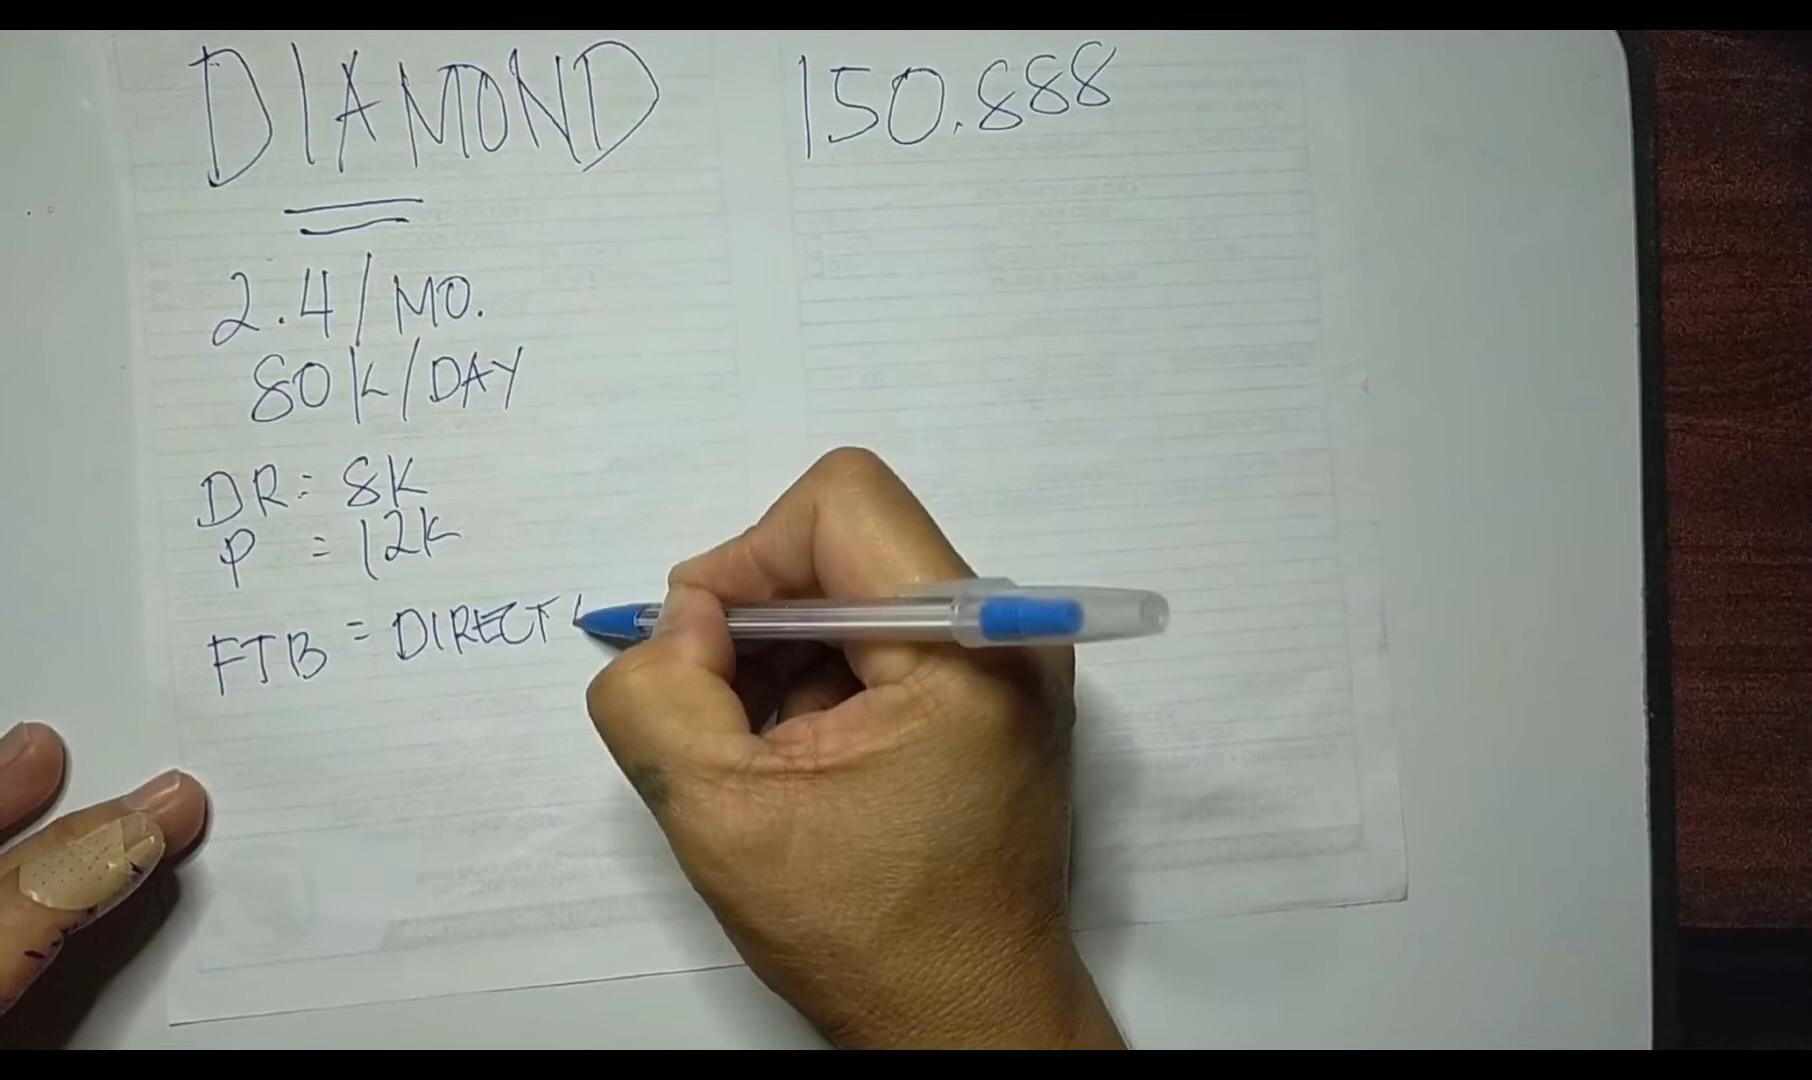 DIAMOND 150.888
2.4/MO.
80K/DAY
DR: 8K
P = 12K
FTB = DIRECT